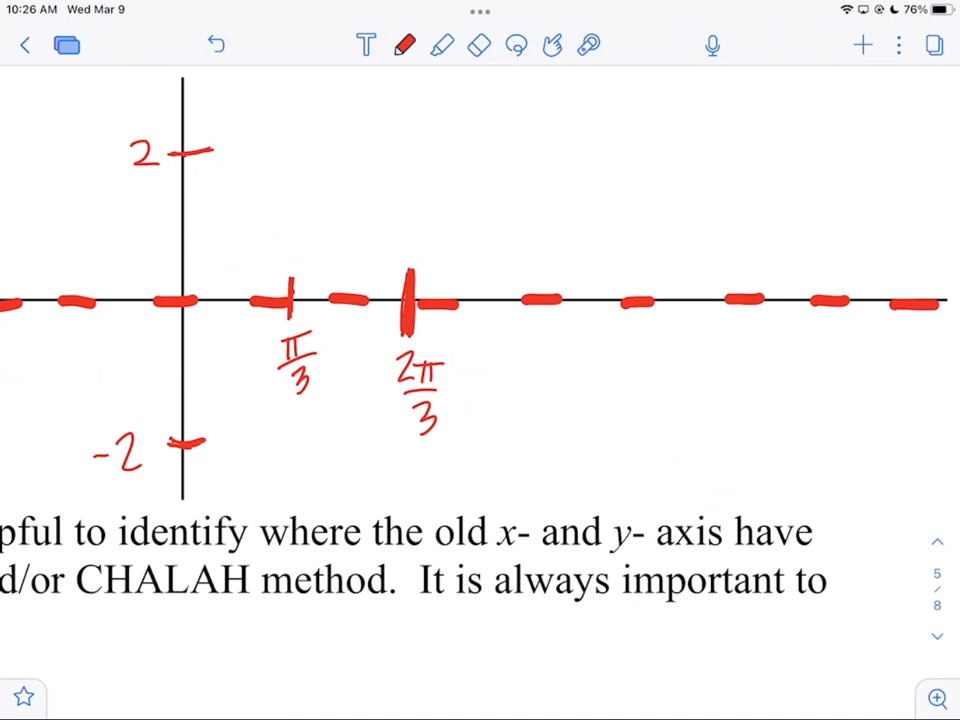 10:26 AM Wed Mar 9
76%
T
2
π/3
2π/3
-2
pful to identify where the old x- and y- axis have
d/or CHALAH method. It is always important to
5
/
8